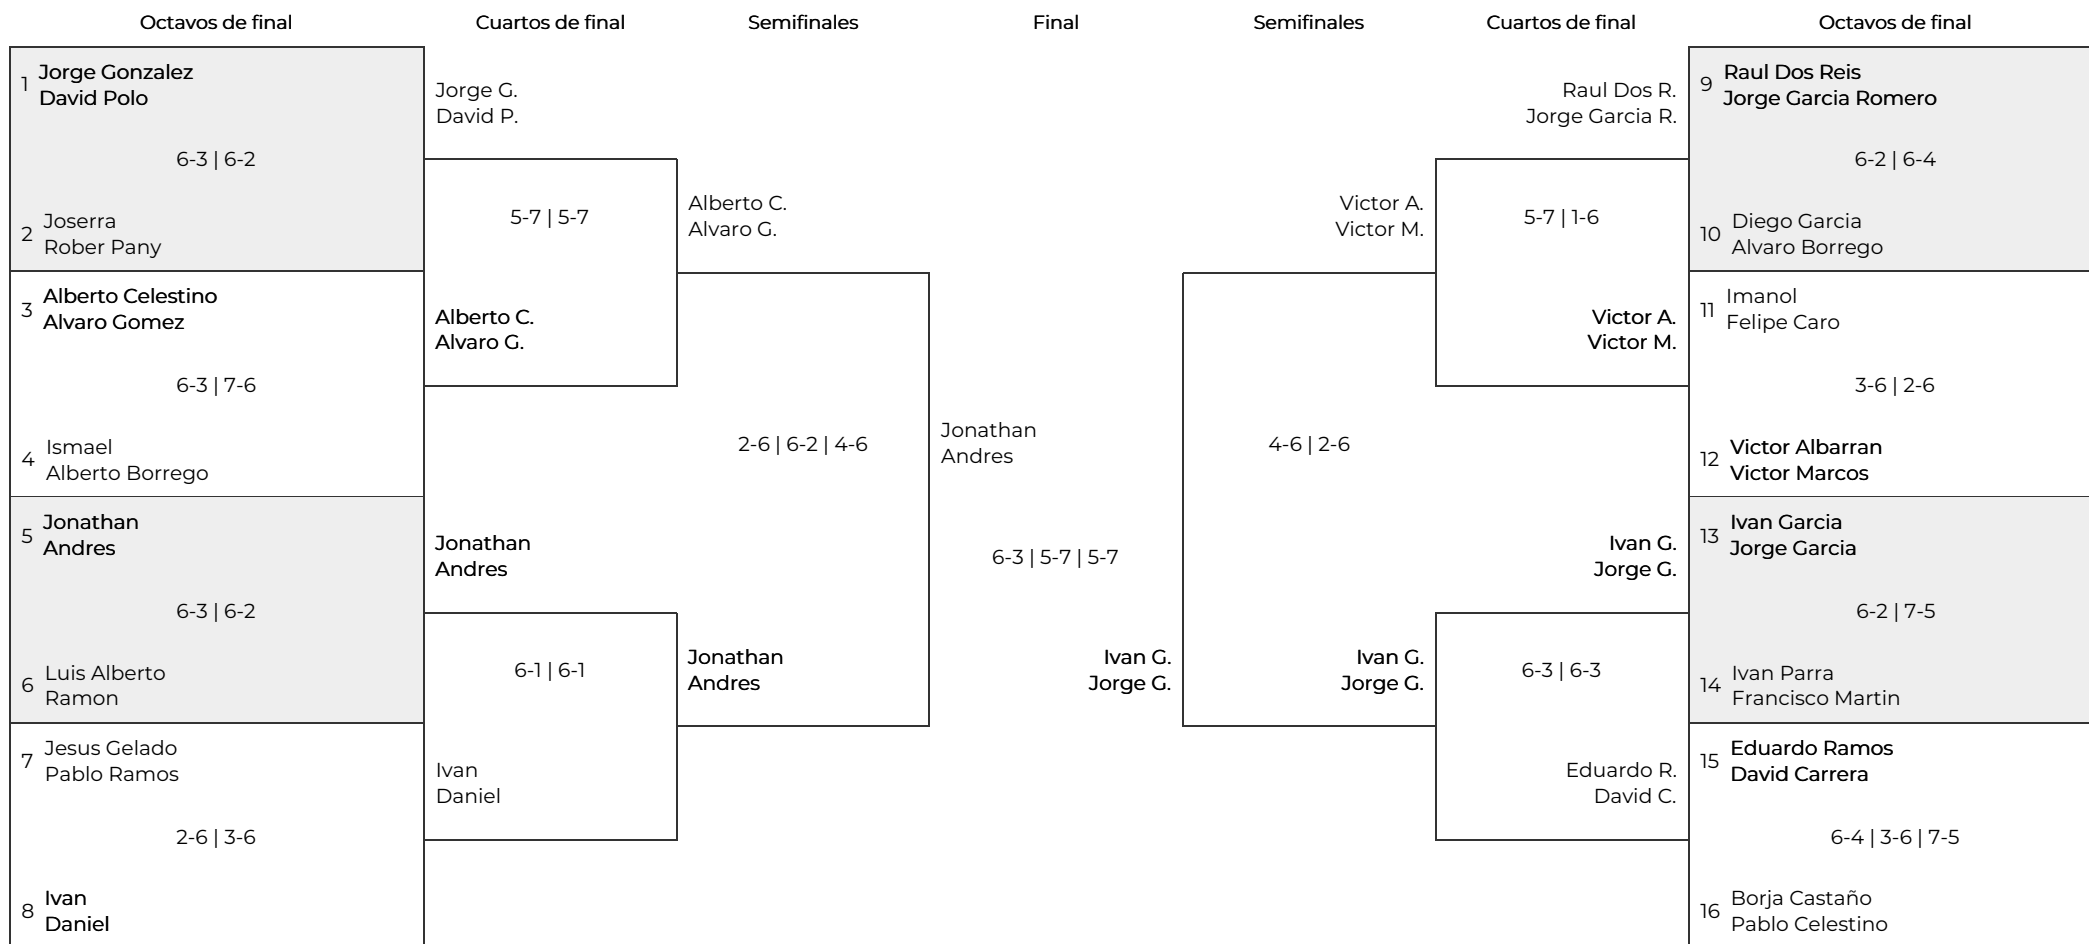 Octavos de final
Cuartos de final
Semifinales
Final
Semifinales
Cuartos de final
Octavos de final
1
Jorge Gonzalez
David Polo
6-3 | 6-2
2
Joserra
Rober Pany
3
Alberto Celestino
Alvaro Gomez
6-3 | 7-6
4
Ismael
Alberto Borrego
5
Jonathan
Andres
6-3 | 6-2
6
Luis Alberto
Ramon
7
Jesus Gelado
Pablo Ramos
2-6 | 3-6
8
Ivan
Daniel
Jorge G.
David P.
5-7 | 5-7
Alberto C.
Alvaro G.
Jonathan
Andres
6-1 | 6-1
Ivan
Daniel
Alberto C.
Alvaro G.
2-6 | 6-2 | 4-6
Jonathan
Andres
Jonathan
Andres
6-3 | 5-7 | 5-7
Ivan G.
Jorge G.
Victor A.
Victor M.
4-6 | 2-6
Ivan G.
Jorge G.
Raul Dos R.
Jorge Garcia R.
5-7 | 1-6
Victor A.
Victor M.
Ivan G.
Jorge G.
6-3 | 6-3
Eduardo R.
David C.
9
Raul Dos Reis
Jorge Garcia Romero
6-2 | 6-4
10
Diego Garcia
Alvaro Borrego
11
Imanol
Felipe Caro
3-6 | 2-6
12
Victor Albarran
Victor Marcos
13
Ivan Garcia
Jorge Garcia
6-2 | 7-5
14
Ivan Parra
Francisco Martin
15
Eduardo Ramos
David Carrera
6-4 | 3-6 | 7-5
16
Borja Castaño
Pablo Celestino